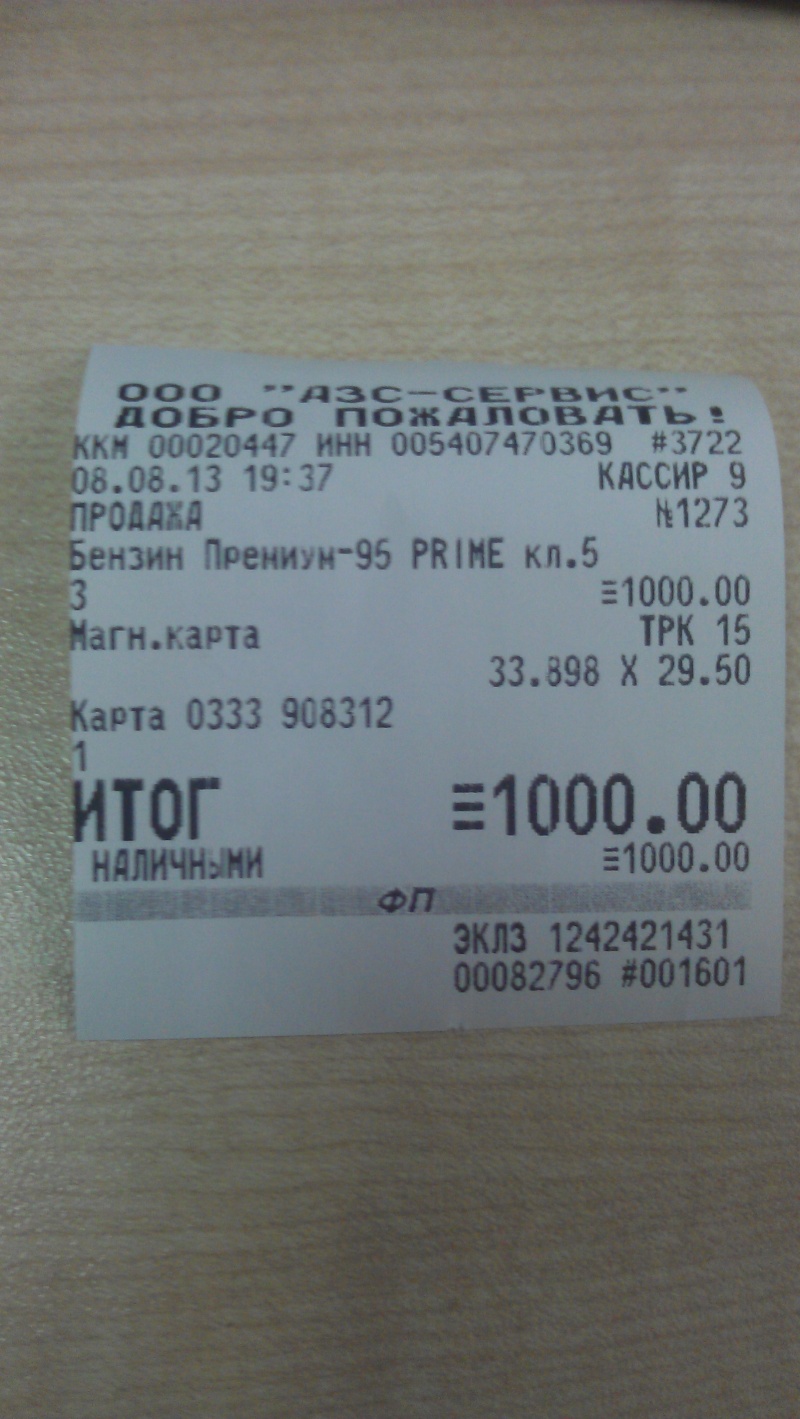 ООО "АЗС-СЕРВИС"
ДОБРО ПОЖАЛОВАТЬ!
ККМ 00020447 ИНН 005407470369 #3722
08.08.13 19:37 КАССИР 9
ПРОДАЖА №1273
Бензин Премиум-95 PRIME кл.5
3 ≡1000.00
Магн.карта ТРК 15
33.898 X 29.50
Карта 0333 908312
1
ИТОГ ≡1000.00
НАЛИЧНЫМИ ≡1000.00
ФП
ЭКЛЗ 1242421431
00082796 #001601